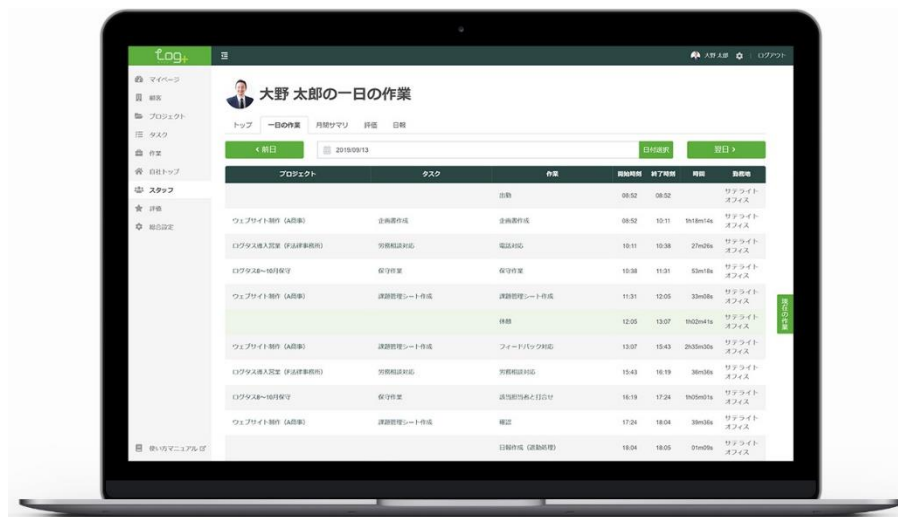 Log+
大野 太郎
ログアウト
マイページ
顧客
プロジェクト
タスク
作業
自社トップ
スタッフ
評価
総合設定
使い方マニュアル
大野 太郎の一日の作業
トップ 一日の作業 月間サマリ 評価 日報
< 前日 2019/09/13 日付選択 翌日 >
プロジェクト タスク 作業 開始時刻 終了時刻 時間 勤務地
出勤 08:52 08:52 サテライトオフィス
ウェブサイト制作 (A商事) 企画書作成 企画書作成 08:52 10:11 1h18m14s サテライトオフィス
ログタス導入営業 (F法律事務所) 労務相談対応 電話対応 10:11 10:38 27m26s サテライトオフィス
ログタス8〜10月保守 保守作業 保守作業 10:38 11:31 53m18s サテライトオフィス
ウェブサイト制作 (A商事) 課題管理シート作成 課題管理シート作成 11:31 12:05 33m08s サテライトオフィス
休憩 12:05 13:07 1h02m41s サテライトオフィス
ウェブサイト制作 (A商事) 課題管理シート作成 フィードバック対応 13:07 15:43 2h35m30s サテライトオフィス
ログタス導入営業 (F法律事務所) 労務相談対応 労務相談対応 15:43 16:19 36m36s サテライトオフィス
ログタス8〜10月保守 保守作業 該当担当者と打合せ 16:19 17:24 1h05m01s サテライトオフィス
ウェブサイト制作 (A商事) 課題管理シート作成 確認 17:24 18:04 39m36s サテライトオフィス
日報作成 (退勤処理) 18:04 18:05 01m09s サテライトオフィス
現在の作業